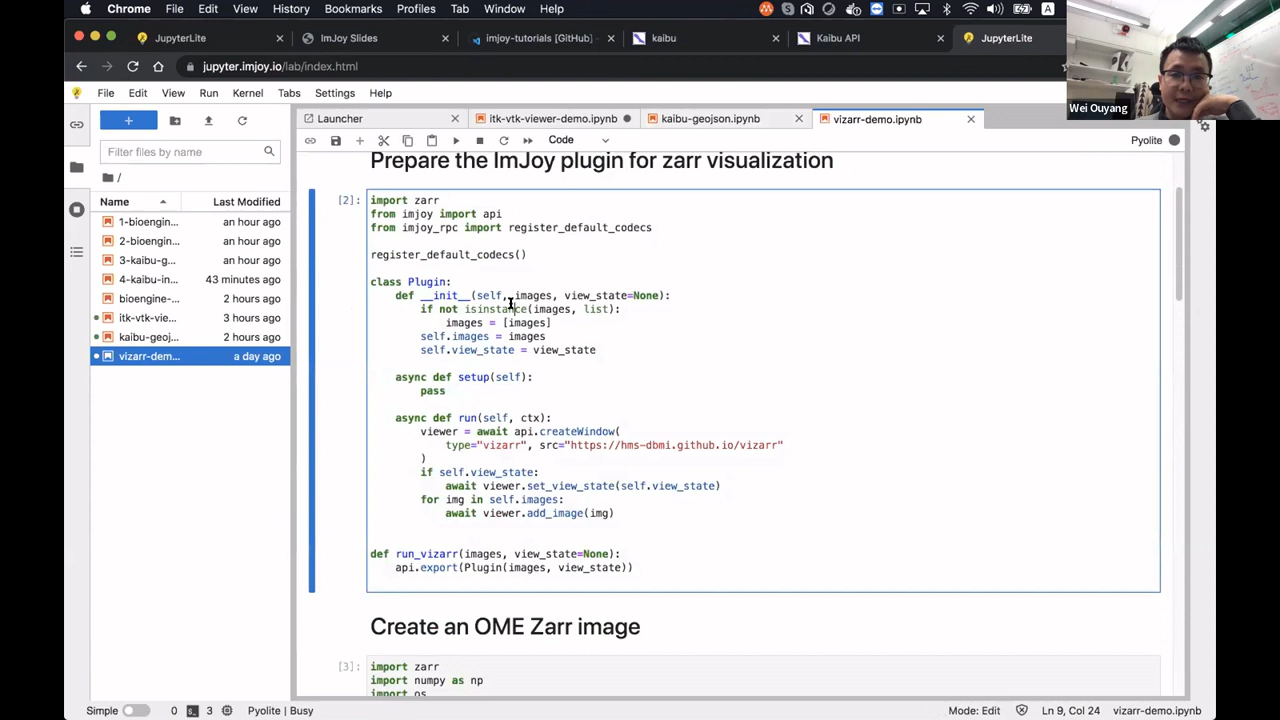 Chrome File Edit View History Bookmarks Profiles Tab Window Help
JupyterLite ImJoy Slides imjoy-tutorials [GitHub] kaibu Kaibu API JupyterLite
jupyter.imjoy.io/lab/index.html
Wei Ouyang
File Edit View Run Kernel Tabs Settings Help
Launcher itk-vtk-viewer-demo.ipynb kaibu-geojson.ipynb vizarr-demo.ipynb
Code Pyolite
Filter files by name
/
Name Last Modified
1-bioengin... an hour ago
2-bioengin... an hour ago
3-kaibu-g... an hour ago
4-kaibu-in... 43 minutes ago
bioengine-... 2 hours ago
itk-vtk-vie... 3 hours ago
kaibu-geoj... 2 hours ago
vizarr-dem... a day ago
Prepare the ImJoy plugin for zarr visualization
[2]:
import zarr
from imjoy import api
from imjoy_rpc import register_default_codecs
register_default_codecs()
class Plugin:
def __init__(self, images, view_state=None):
if not isinstance(images, list):
images = [images]
self.images = images
self.view_state = view_state
async def setup(self):
pass
async def run(self, ctx):
viewer = await api.createWindow(
type="vizarr", src="https://hms-dbmi.github.io/vizarr"
)
if self.view_state:
await viewer.set_view_state(self.view_state)
for img in self.images:
await viewer.add_image(img)
def run_vizarr(images, view_state=None):
api.export(Plugin(images, view_state))
Create an OME Zarr image
[3]:
import zarr
import numpy as np
import os
Simple 0 3 Pyolite | Busy Mode: Edit Ln 9, Col 24 vizarr-demo.ipynb